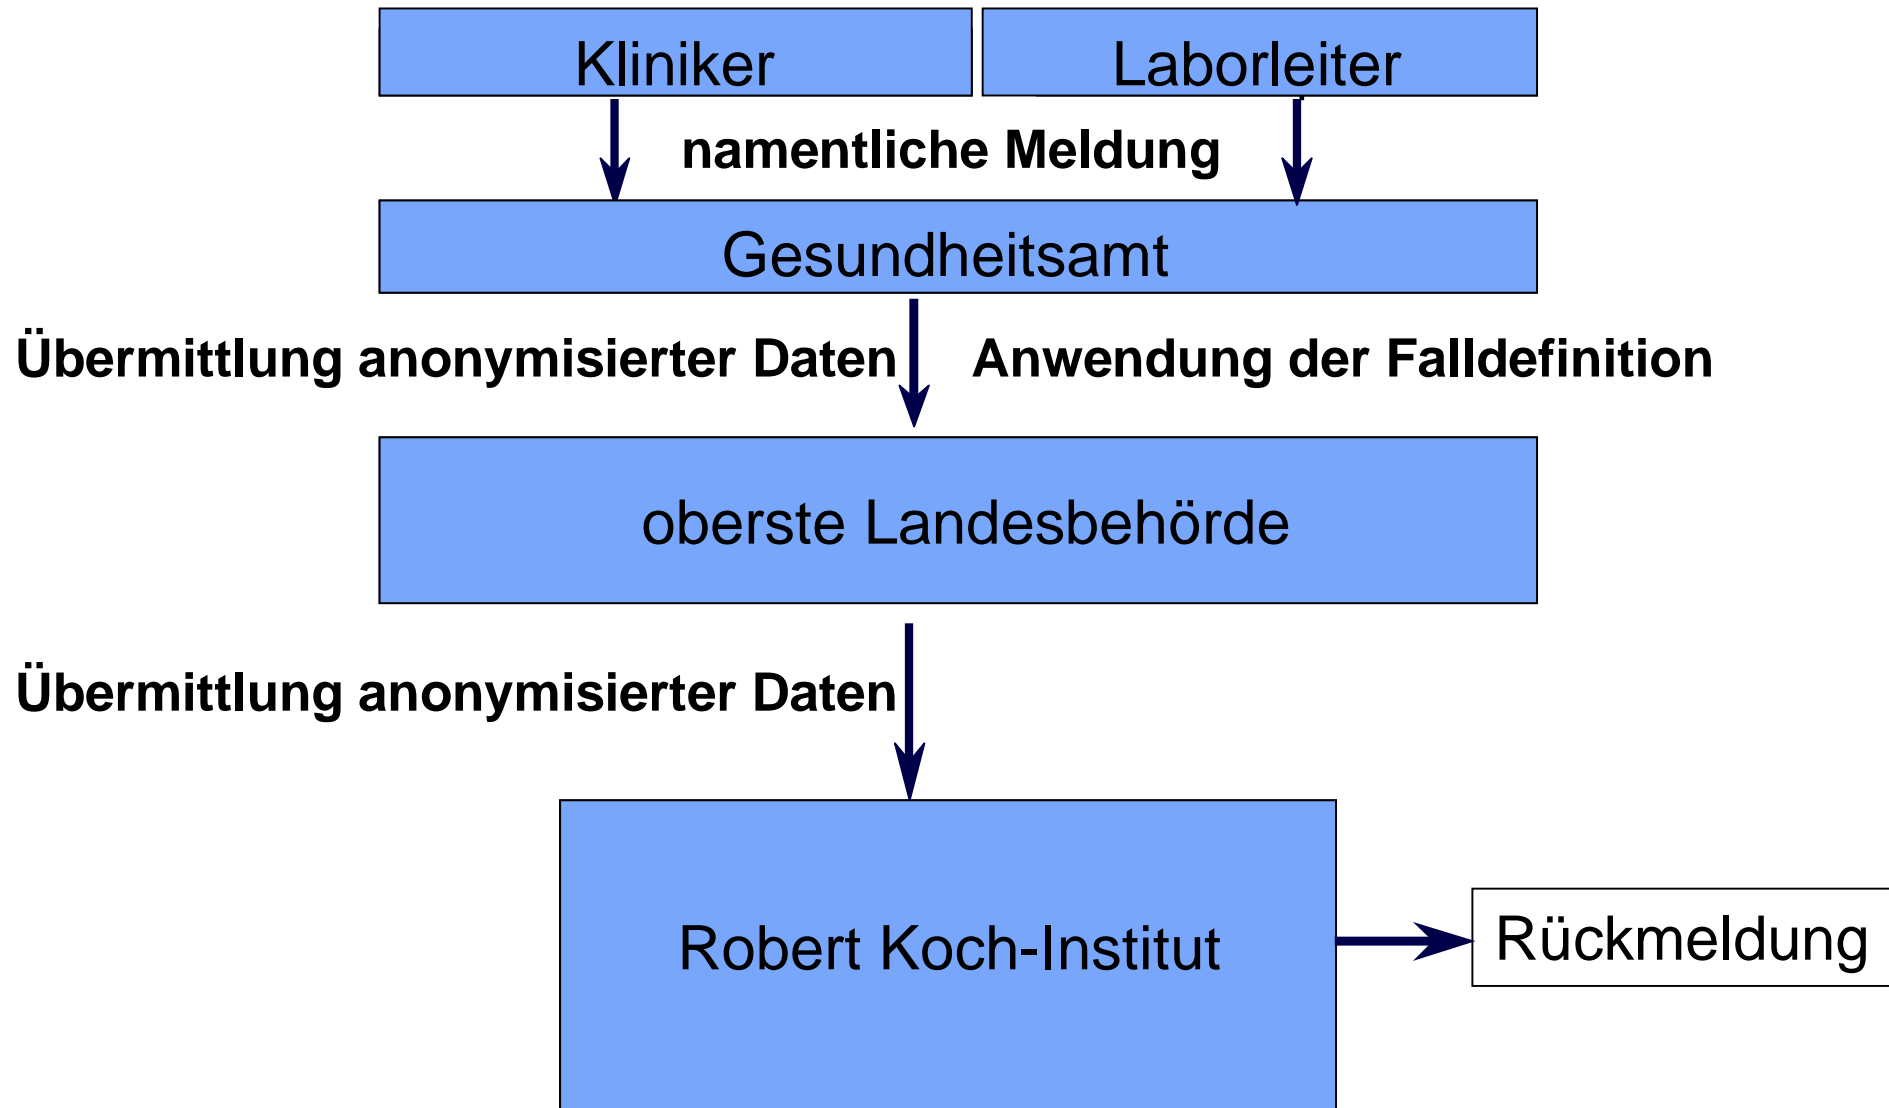 Kliniker
Laborleiter
namentliche Meldung
Gesundheitsamt
Übermittlung anonymisierter Daten
Anwendung der Falldefinition
oberste Landesbehörde
Übermittlung anonymisierter Daten
Robert Koch-Institut
Rückmeldung